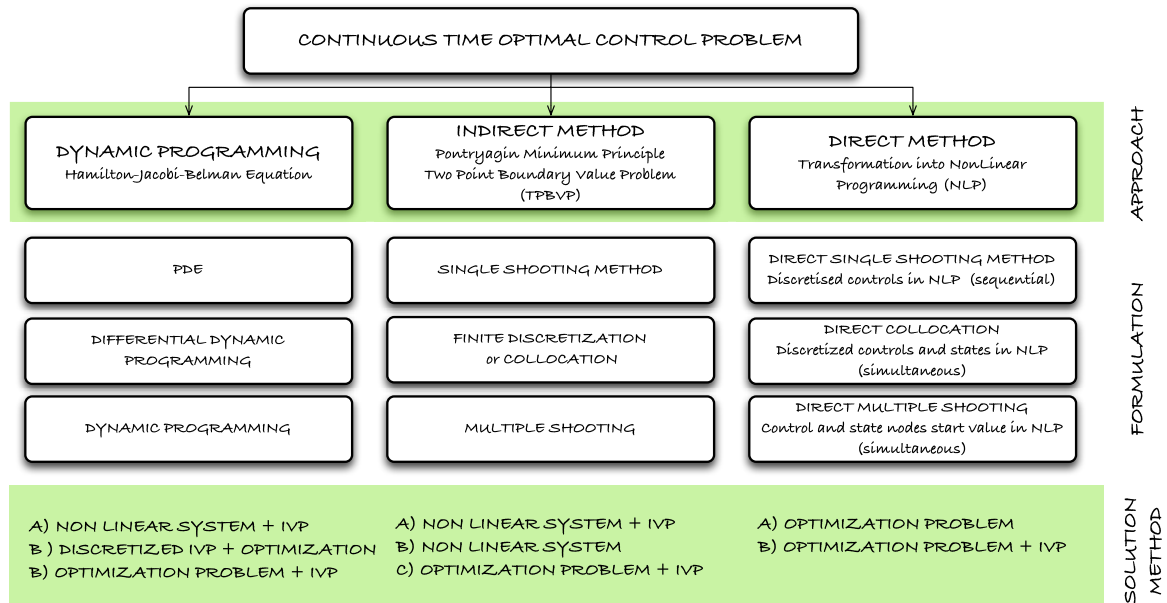 CONTINUOUS TIME OPTIMAL CONTROL PROBLEM
DYNAMIC PROGRAMMING
Hamilton-Jacobi-Belman Equation
INDIRECT METHOD
Pontryagin Minimum Principle
Two Point Boundary Value Problem
(TPBVP)
DIRECT METHOD
Transformation into NonLinear
Programming (NLP)
APPROACH
PDE
SINGLE SHOOTING METHOD
DIRECT SINGLE SHOOTING METHOD
Discretised controls in NLP (sequential)
DIFFERENTIAL DYNAMIC
PROGRAMMING
FINITE DISCRETIZATION
or COLLOCATION
DIRECT COLLOCATION
Discretized controls and states in NLP
(simultaneous)
DYNAMIC PROGRAMMING
MULTIPLE SHOOTING
DIRECT MULTIPLE SHOOTING
Control and state nodes start value in NLP
(simultaneous)
FORMULATION
A) NON LINEAR SYSTEM + IVP
B ) DISCRETIZED IVP + OPTIMIZATION
B) OPTIMIZATION PROBLEM + IVP
A) NON LINEAR SYSTEM + IVP
B) NON LINEAR SYSTEM
C) OPTIMIZATION PROBLEM + IVP
A) OPTIMIZATION PROBLEM
B) OPTIMIZATION PROBLEM + IVP
SOLUTION
METHOD